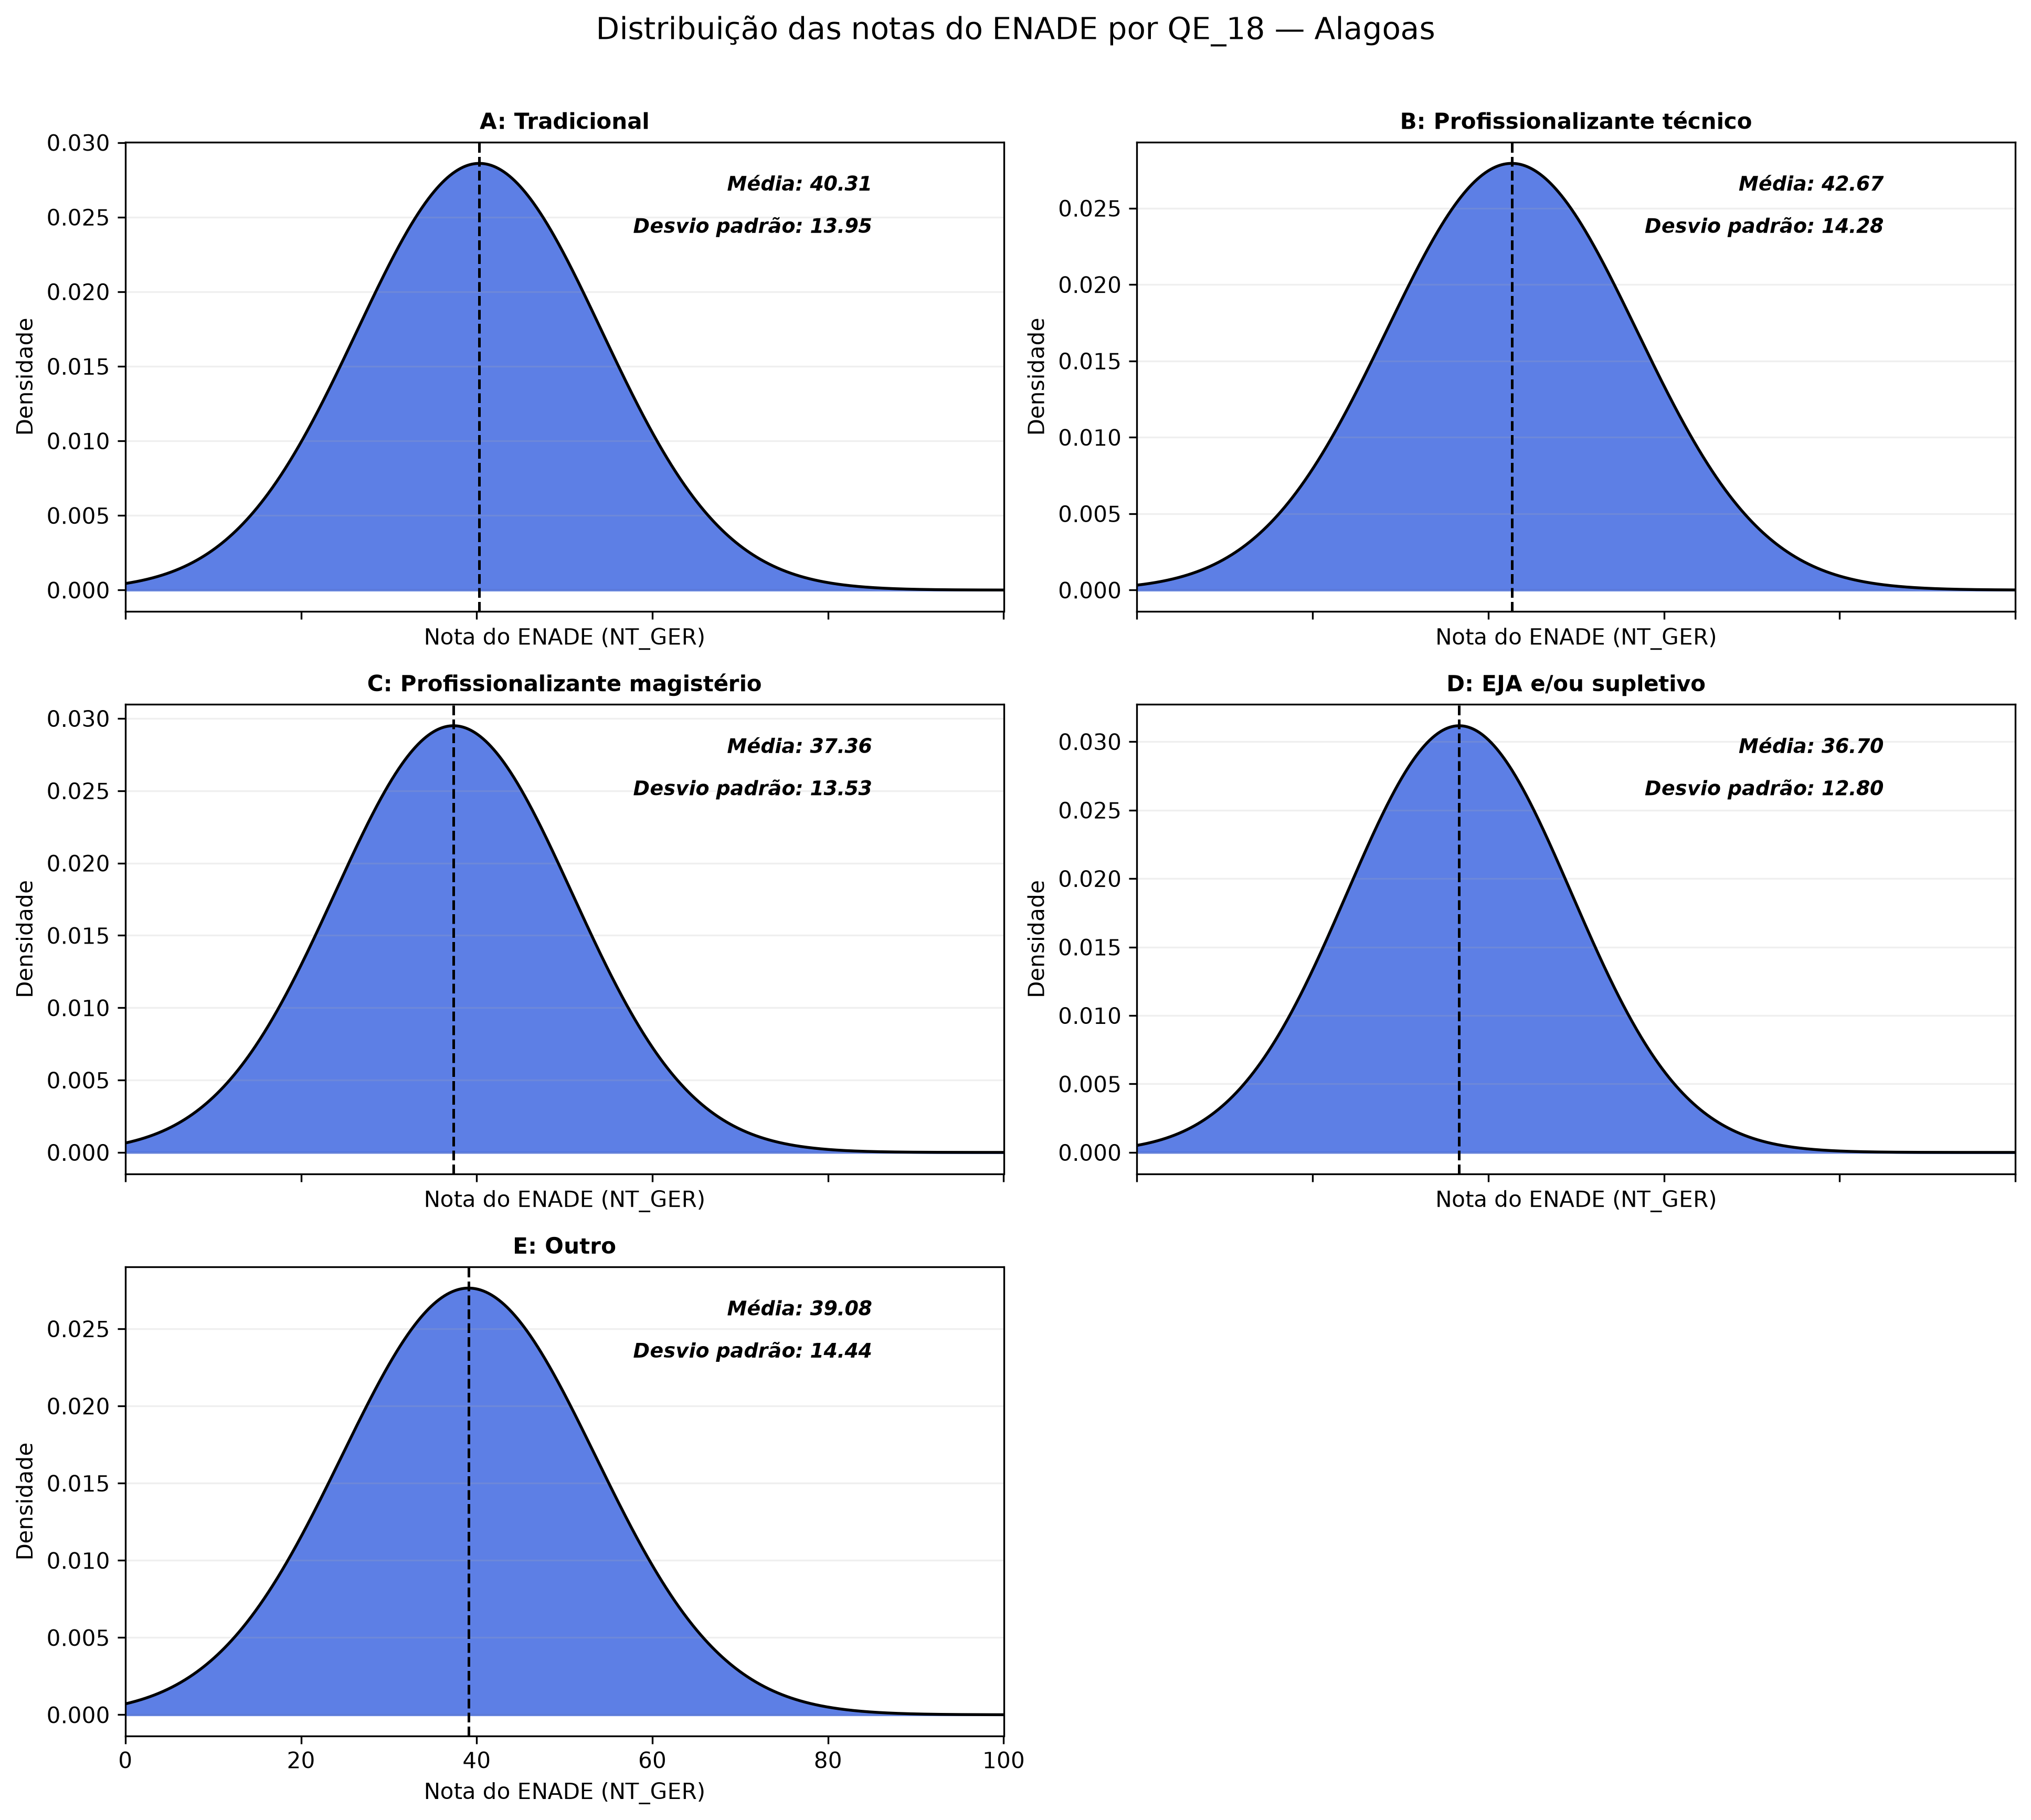 Distribuição das notas do ENADE por QE_18 — Alagoas
A: Tradicional
0.030
0.025
0.020
0.015
0.010
0.005
0.000
Densidade
Média: 40.31
Desvio padrão: 13.95
Nota do ENADE (NT_GER)
B: Profissionalizante técnico
0.025
0.020
0.015
0.010
0.005
0.000
Densidade
Média: 42.67
Desvio padrão: 14.28
Nota do ENADE (NT_GER)
C: Profissionalizante magistério
0.030
0.025
0.020
0.015
0.010
0.005
0.000
Densidade
Média: 37.36
Desvio padrão: 13.53
Nota do ENADE (NT_GER)
D: EJA e/ou supletivo
0.030
0.025
0.020
0.015
0.010
0.005
0.000
Densidade
Média: 36.70
Desvio padrão: 12.80
Nota do ENADE (NT_GER)
E: Outro
0.025
0.020
0.015
0.010
0.005
0.000
Densidade
Média: 39.08
Desvio padrão: 14.44
0 20 40 60 80 100
Nota do ENADE (NT_GER)